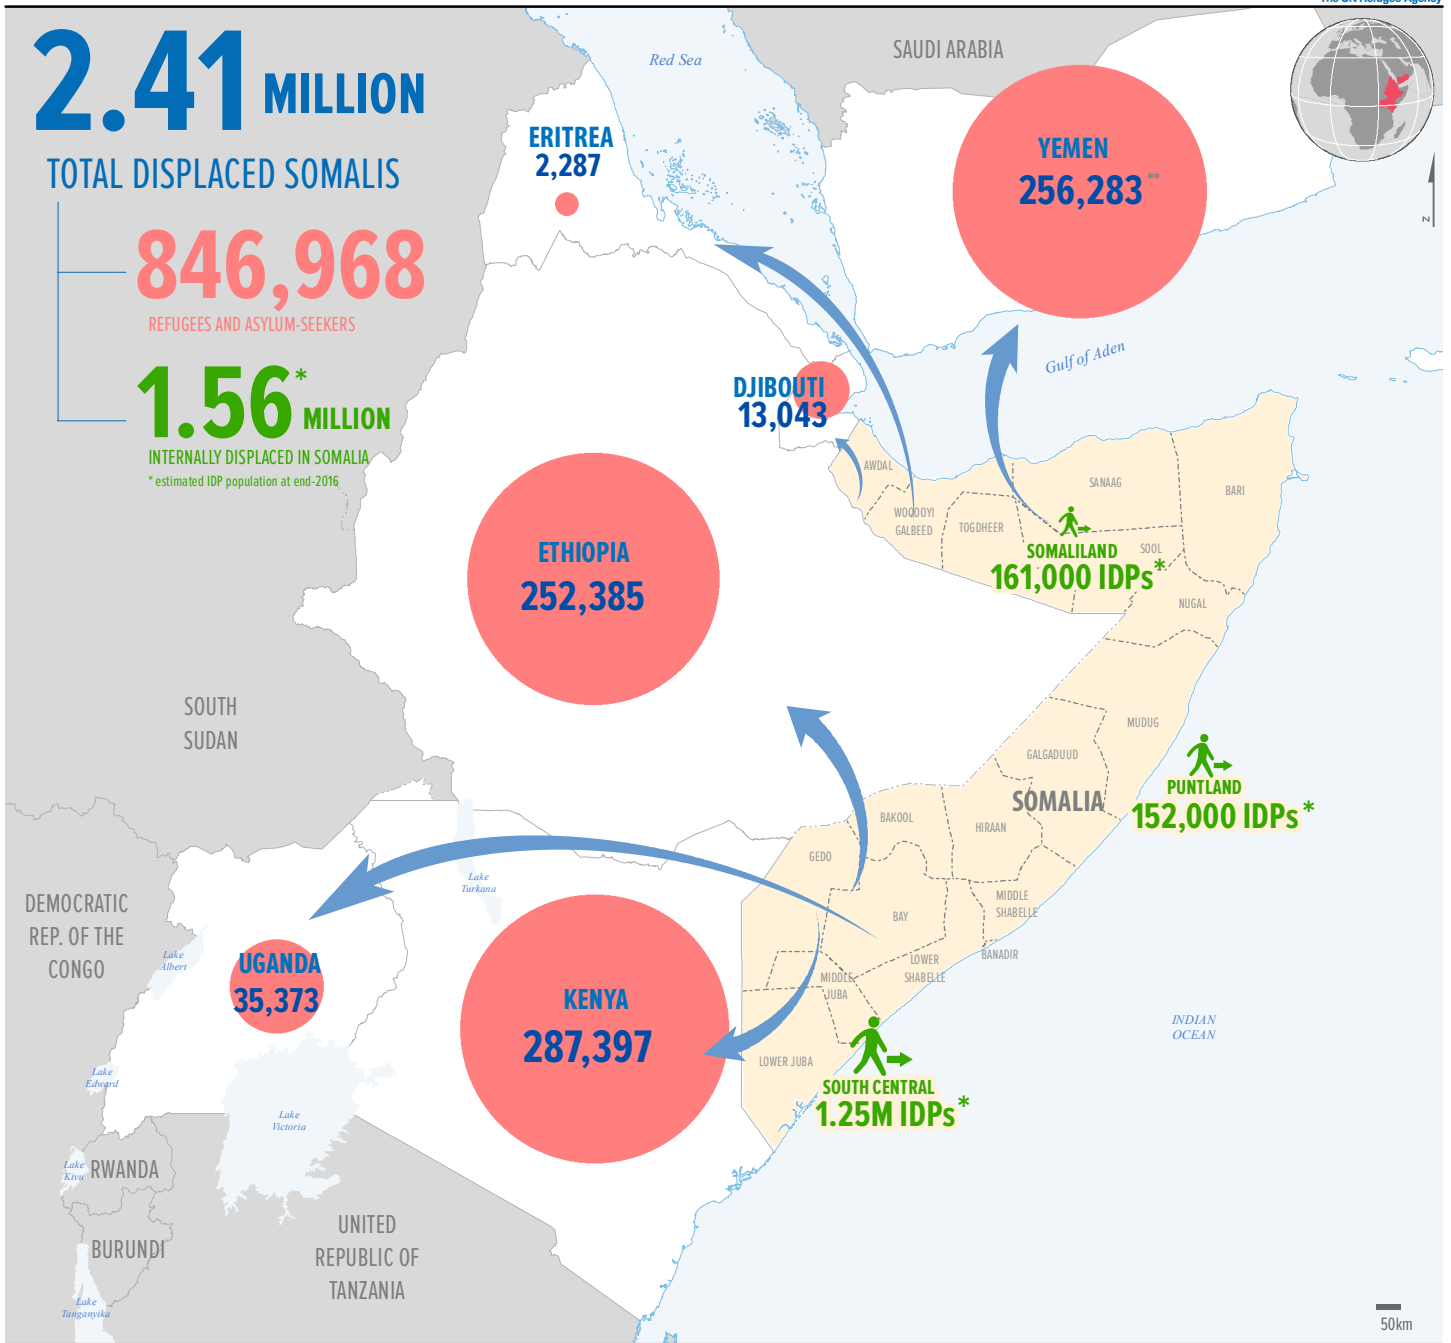 The UN Refugee Agency
2.41 MILLION
TOTAL DISPLACED SOMALIS
846,968
REFUGEES AND ASYLUM-SEEKERS
1.56* MILLION
INTERNALLY DISPLACED IN SOMALIA
* estimated IDP population at end-2016
Red Sea
SAUDI ARABIA
ERITREA
2,287
YEMEN
256,283**
N
Gulf of Aden
DJIBOUTI
13,043
AWDAL
WOQOOYI
GALBEED
TOGDHEER
SANAAG
BARI
SOMALILAND
161,000 IDPs*
SOOL
NUGAL
ETHIOPIA
252,385
SOUTH
SUDAN
MUDUG
GALGADUUD
SOMALIA
PUNTLAND
152,000 IDPs*
BAKOOL
HIRAAN
GEDO
Lake
Turkana
BAY
MIDDLE
SHABELLE
BANADIR
LOWER
SHABELLE
MIDDLE
JUBA
LOWER JUBA
DEMOCRATIC
REP. OF THE
CONGO
Lake
Albert
UGANDA
35,373
KENYA
287,397
INDIAN
OCEAN
SOUTH CENTRAL
1.25M IDPs*
Lake
Edward
Lake
Victoria
Lake
Kivu
RWANDA
BURUNDI
UNITED
REPUBLIC OF
TANZANIA
Lake
Tanganyika
50km